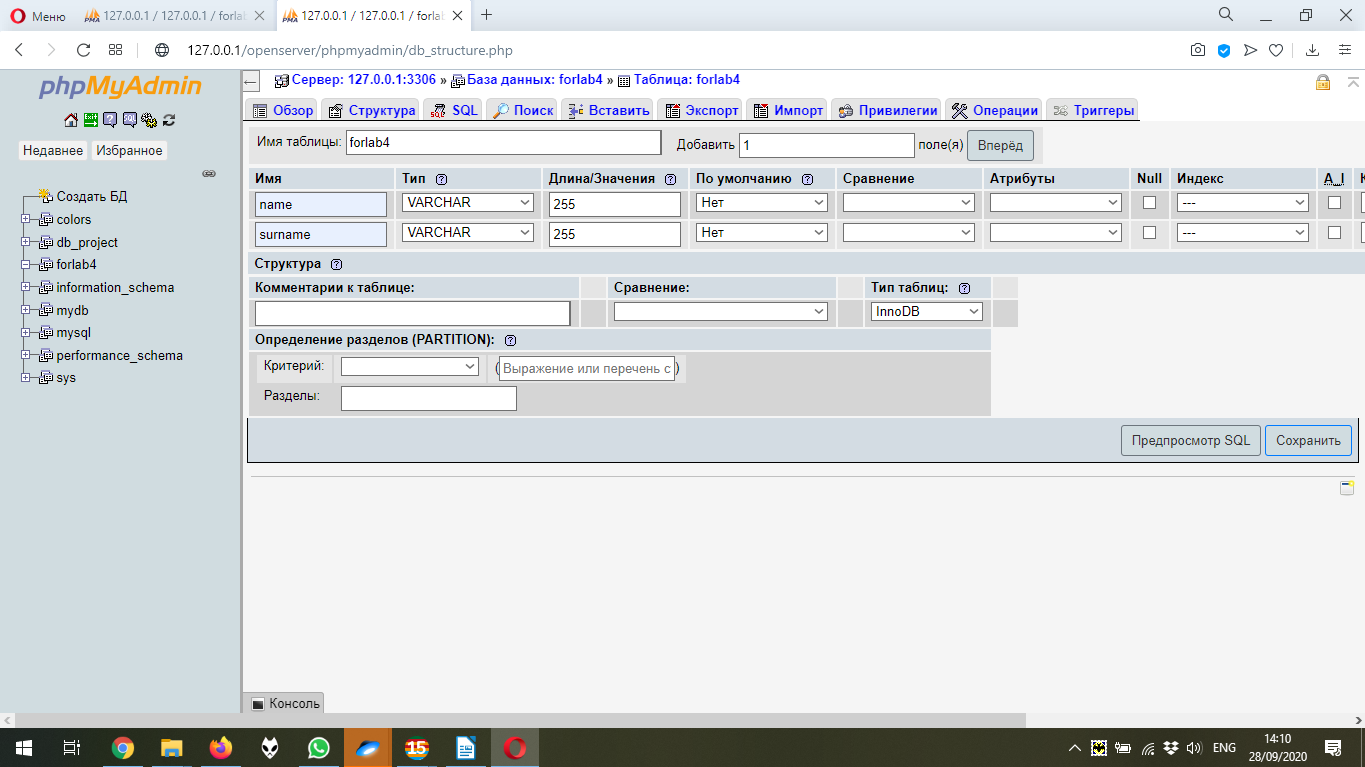 Меню
127.0.0.1 / 127.0.0.1 / forla
127.0.0.1 / 127.0.0.1 / forla
127.0.0.1/openserver/phpmyadmin/db_structure.php
phpMyAdmin
Недавнее Избранное
Создать БД
colors
db_project
forlab4
information_schema
mydb
mysql
performance_schema
sys
Сервер: 127.0.0.1:3306 » База данных: forlab4 » Таблица: forlab4
Обзор Структура SQL Поиск Вставить Экспорт Импорт Привилегии Операции Триггеры
Имя таблицы: forlab4 Добавить 1 поле(я) Вперёд
Имя Тип Длина/Значения По умолчанию Сравнение Атрибуты Null Индекс A_I К
name VARCHAR 255 Нет ---
surname VARCHAR 255 Нет ---
Структура
Комментарии к таблице: Сравнение: Тип таблиц:
InnoDB
Определение разделов (PARTITION):
Критерий: (Выражение или перечень с)
Разделы:
Предпросмотр SQL Сохранить
Консоль
15
ENG
14:10
28/09/2020